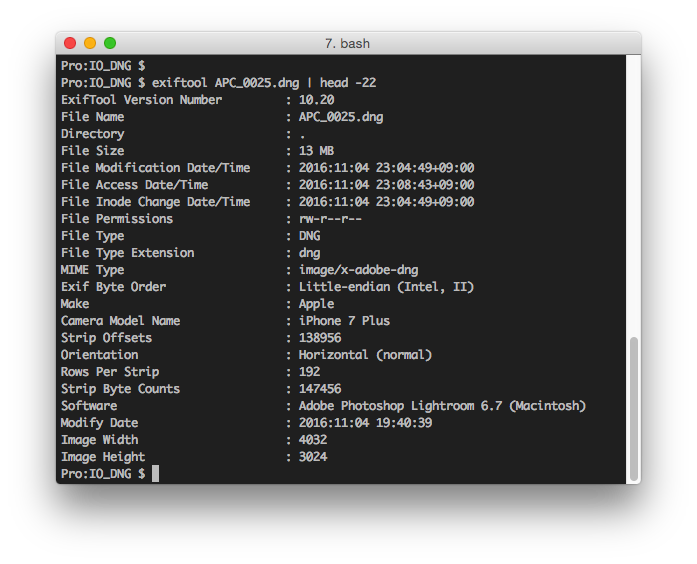 7. bash
Pro:IO_DNG $
Pro:IO_DNG $ exiftool APC_0025.dng | head -22
ExifTool Version Number         : 10.20
File Name                       : APC_0025.dng
Directory                       : .
File Size                       : 13 MB
File Modification Date/Time     : 2016:11:04 23:04:49+09:00
File Access Date/Time           : 2016:11:04 23:08:43+09:00
File Inode Change Date/Time     : 2016:11:04 23:04:49+09:00
File Permissions                : rw-r--r--
File Type                       : DNG
File Type Extension             : dng
MIME Type                       : image/x-adobe-dng
Exif Byte Order                 : Little-endian (Intel, II)
Make                            : Apple
Camera Model Name               : iPhone 7 Plus
Strip Offsets                   : 138956
Orientation                     : Horizontal (normal)
Rows Per Strip                  : 192
Strip Byte Counts               : 147456
Software                        : Adobe Photoshop Lightroom 6.7 (Macintosh)
Modify Date                     : 2016:11:04 19:40:39
Image Width                     : 4032
Image Height                    : 3024
Pro:IO_DNG $